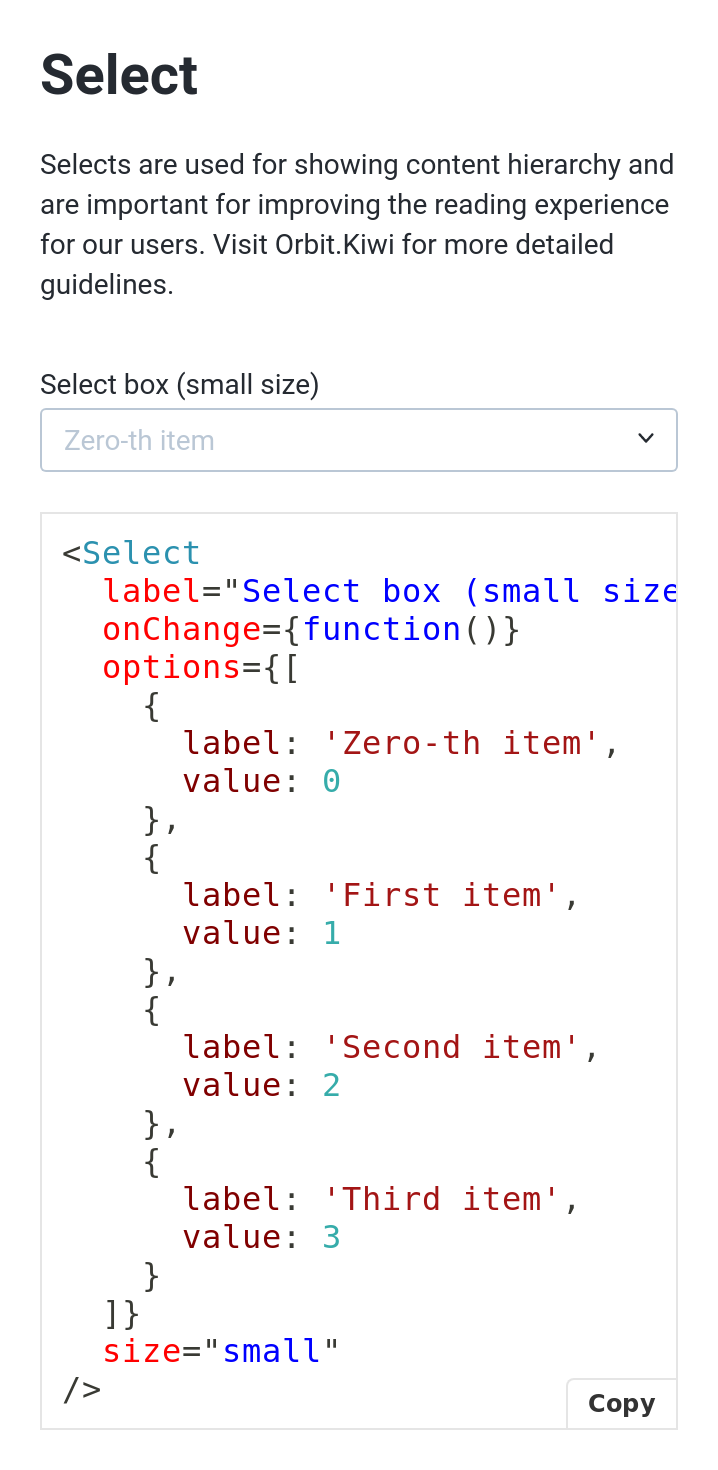 Select
Selects are used for showing content hierarchy and
are important for improving the reading experience
for our users. Visit Orbit.Kiwi for more detailed
guidelines.
Select box (small size)
Zero-th item
<Select
  label="Select box (small size
  onChange={function()}
  options={[
    {
      label: 'Zero-th item',
      value: 0
    },
    {
      label: 'First item',
      value: 1
    },
    {
      label: 'Second item',
      value: 2
    },
    {
      label: 'Third item',
      value: 3
    }
  ]}
  size="small"
/>
Copy